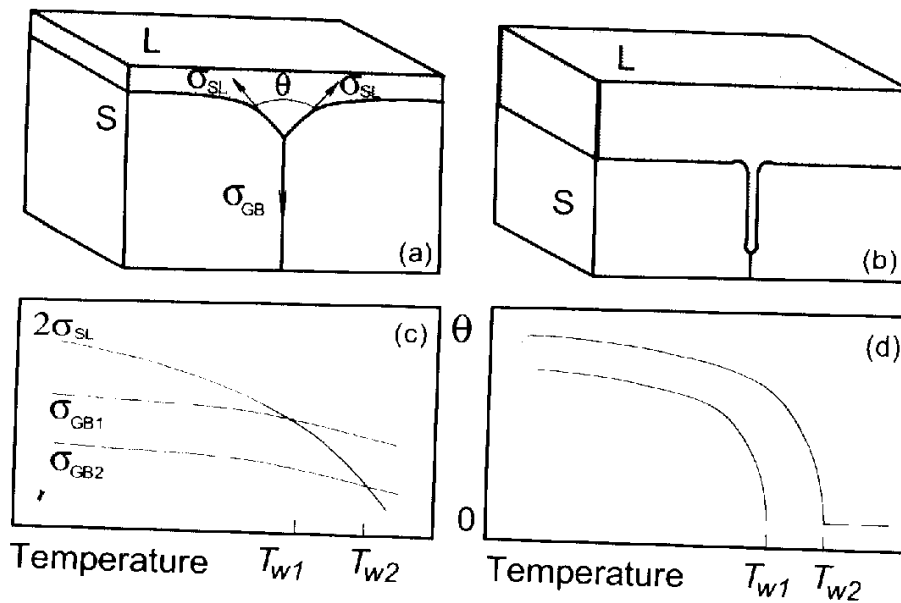 L
σSL θ σSL
S
σGB
(a)
L
S
(b)
2σSL
(c)
σGB1
σGB2
Temperature Tw1 Tw2
θ
(d)
0
Temperature Tw1 Tw2